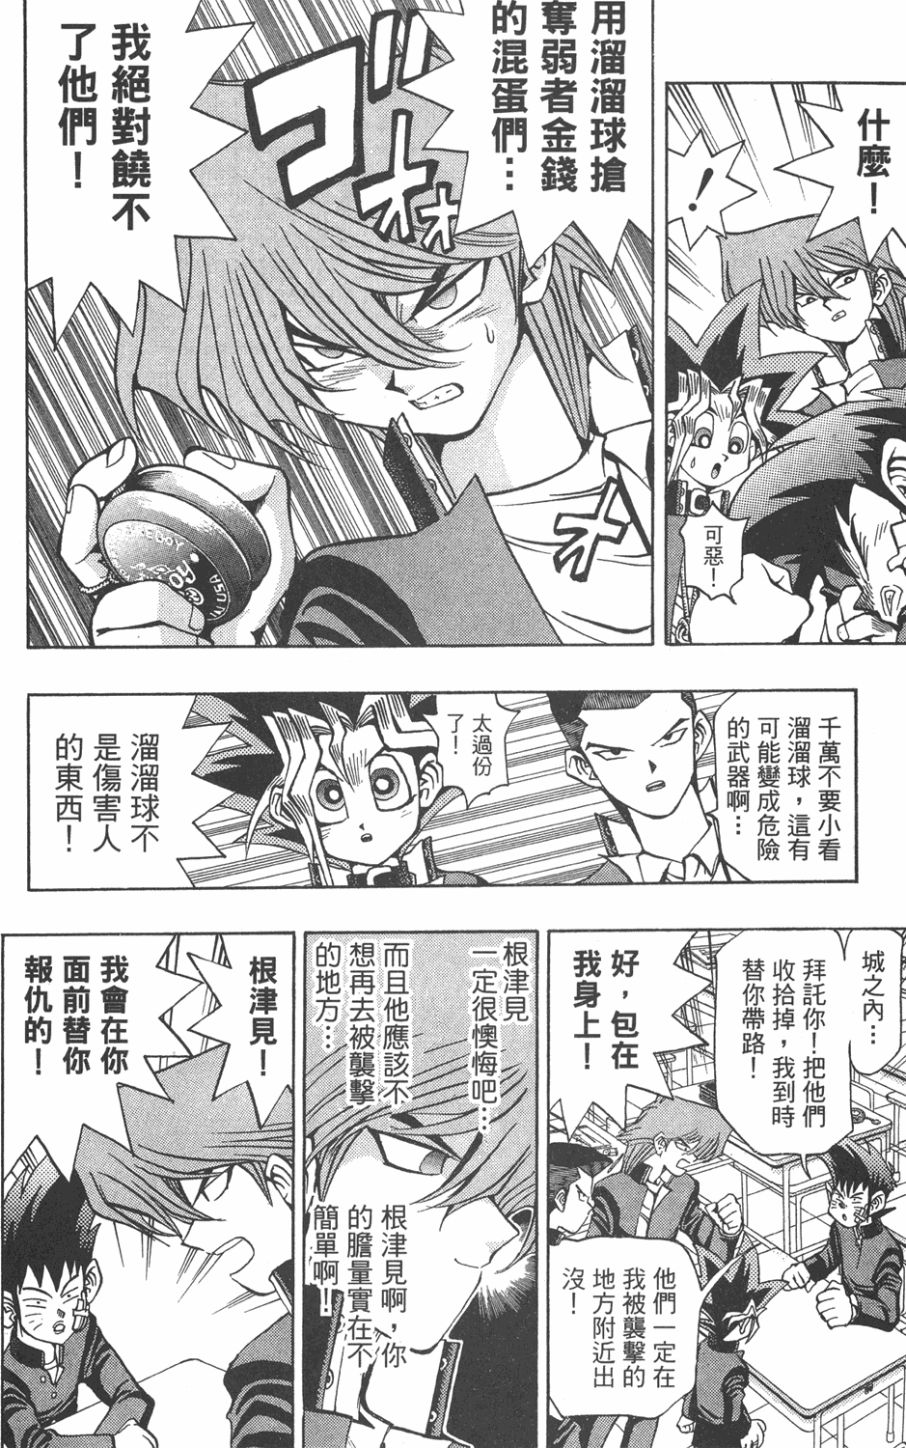 什麼！
！
可惡！
用溜溜球搶
奪弱者金錢
的混蛋們…
ゴオオオオ
我絕對饒不
了他們！
千萬不要小看
溜溜球，這有
可能變成危險
的武器啊…
太過份
了！
溜溜球不
是傷害人
的東西！
城之內…
拜託你！把他們
收拾掉，我到時
替你帶路！
他們一定在
我被襲擊的
地方附近出
沒！
好，包在
我身上！
根津見
一定很懊悔吧…
而且他應該不
想再去被襲擊
的地方…
根津見啊，你
的膽量實在不
簡單啊！
根津見！
我會在你
面前替你
報仇的！